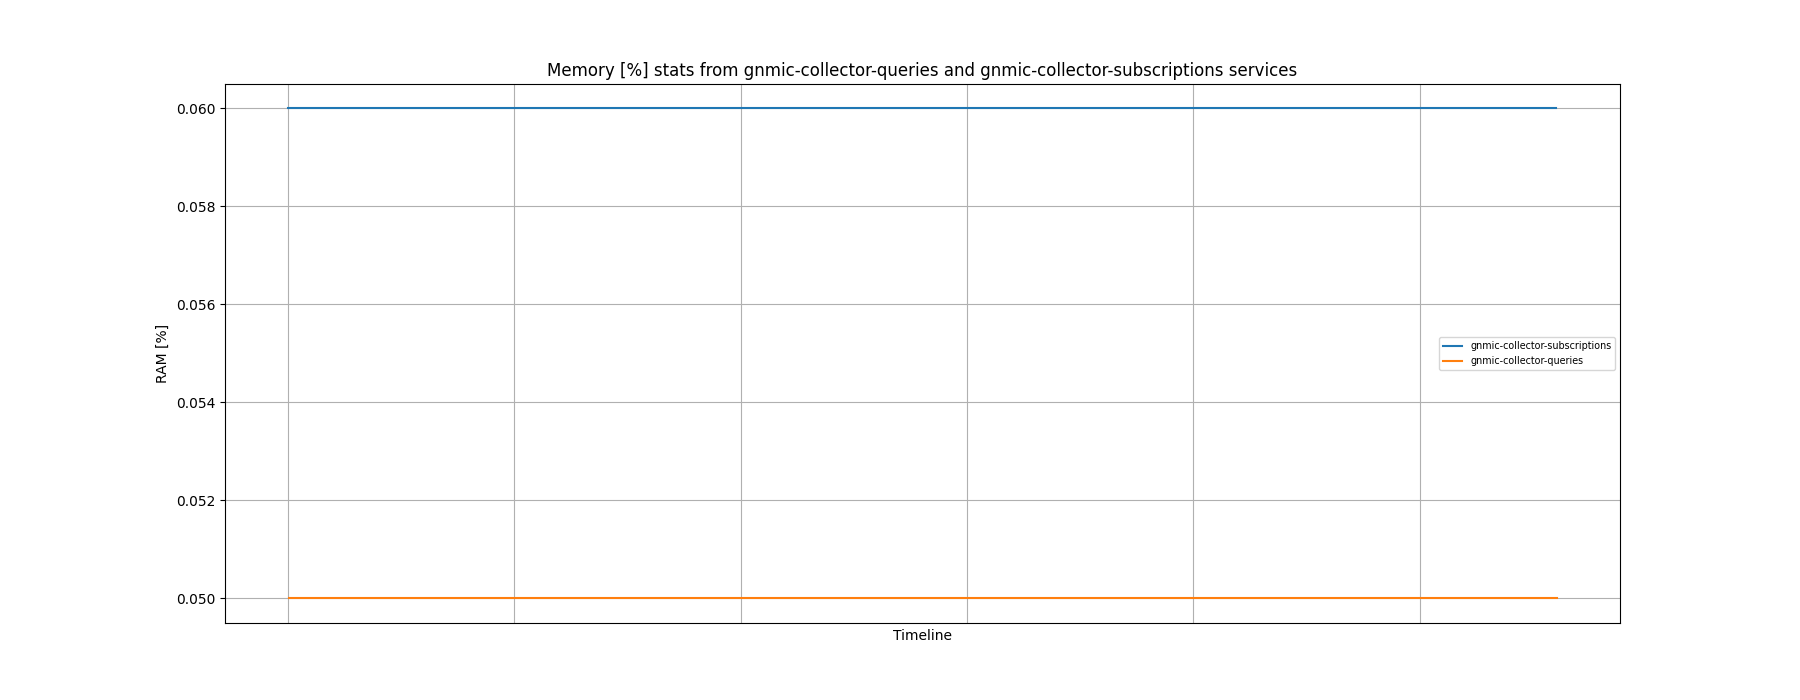 Memory [%] stats from gnmic-collector-queries and gnmic-collector-subscriptions services
0.060
0.058
0.056
0.054
0.052
0.050
RAM [%]
gnmic-collector-subscriptions
gnmic-collector-queries
Timeline